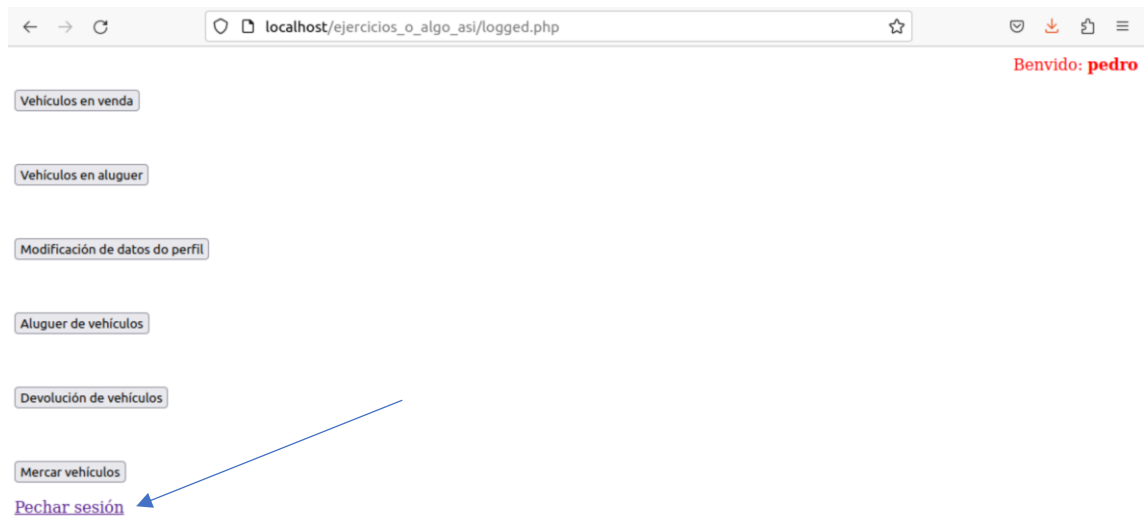 localhost/ejercicios_o_algo_asi/logged.php
Benvido: pedro
Vehículos en venda
Vehículos en aluguer
Modificación de datos do perfil
Aluguer de vehículos
Devolución de vehículos
Mercar vehículos
Pechar sesión